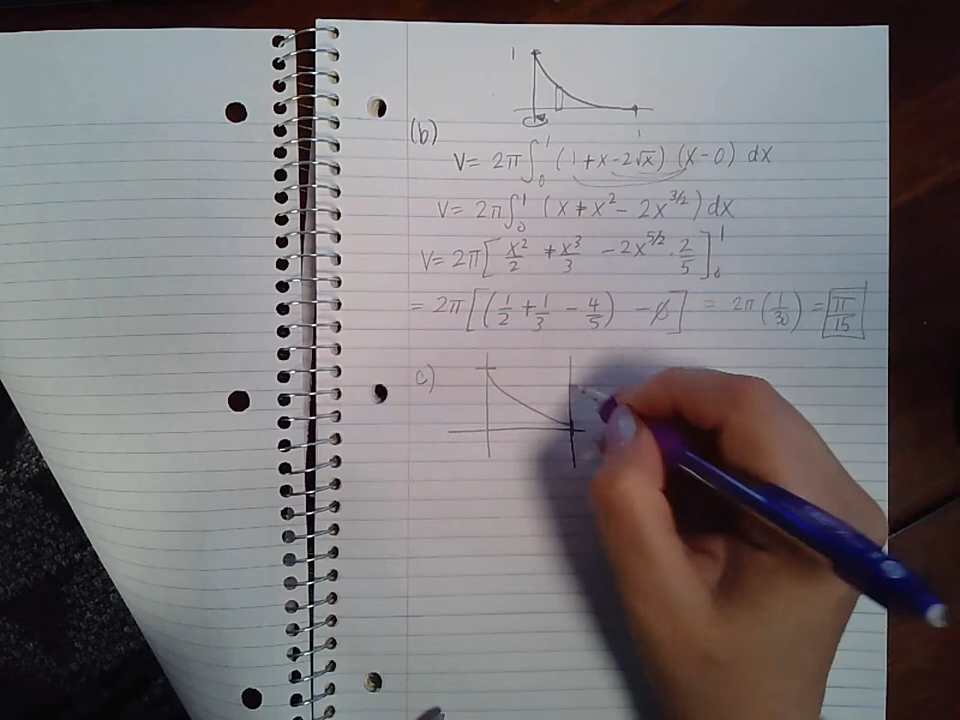 1
1
(b)
V = 2π∫₀¹ (1+x-2√x) (x-0) dx
V = 2π∫₀¹ (x+x²-2x^{3/2}) dx
V = 2π[x²/2 + x³/3 - 2x^{5/2} · 2/5]₀¹
= 2π[(1/2 + 1/3 - 4/5) - 0] = 2π(1/30) = π/15
c)